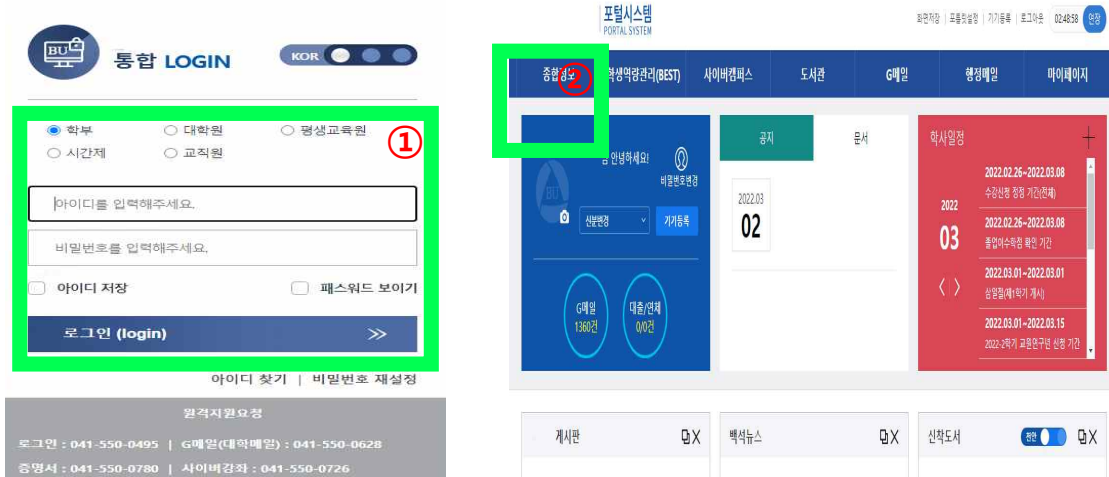 BU
통합 LOGIN
KOR
①
학부 대학원 평생교육원
시간제 교직원
아이디를 입력해주세요.
비밀번호를 입력해주세요.
아이디 저장 패스워드 보이기
로그인 (login) >>
아이디 찾기 | 비밀번호 재설정
원격지원요청
로그인 : 041-550-0495 | G메일(대학메일) : 041-550-0628
증명서 : 041-550-0780 | 사이버강좌 : 041-550-0726
포털시스템
PORTAL SYSTEM
화면저장 | 포틀릿설정 | 기기등록 | 로그아웃 02:48:58 연장
②
종합정보 학생역량관리(BEST) 사이버캠퍼스 도서관 G메일 행정메일 마이페이지
님 안녕하세요!
비밀번호변경
BU
신분변경 기기등록
G메일
1360건
대출/연체
0/0건
공지 문서
2022.03
02
학사일정 +
2022
03
< | >
2022.02.26~2022.03.08
수강신청 정정 기간(전체)
2022.02.26~2022.03.08
졸업이수학점 확인 기간
2022.03.01~2022.03.01
삼일절(제1학기 개시)
2022.03.01~2022.03.15
2022-2학기 교원연구년 신청 기간
게시판
백석뉴스
신착도서 천안